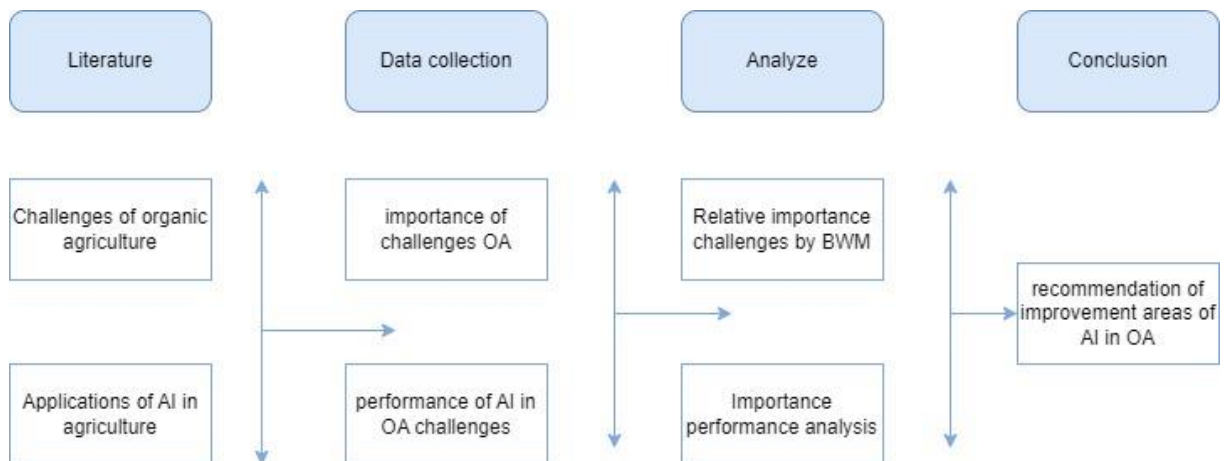 Literature
Data collection
Analyze
Conclusion
Challenges of organic
agriculture
importance of
challenges OA
Relative importance
challenges by BWM
recommendation of
improvement areas of
AI in OA
Applications of AI in
agriculture
performance of AI in
OA challenges
Importance
performance analysis